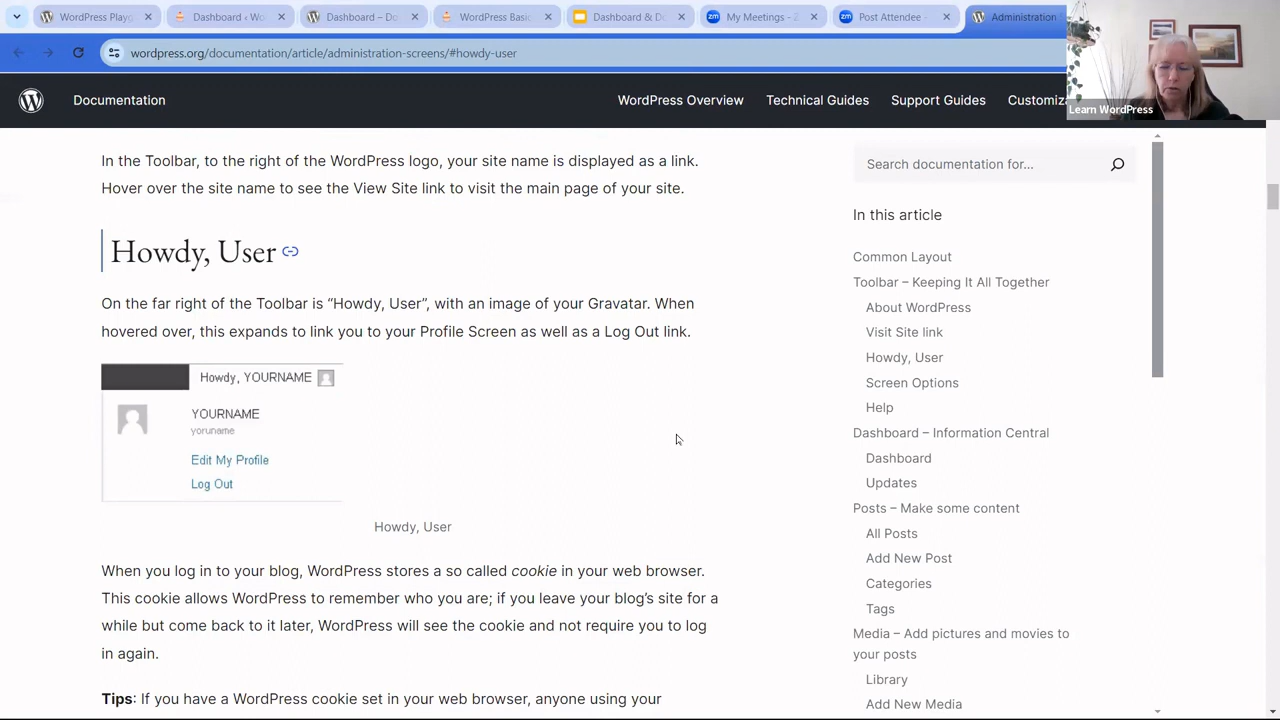 WordPress Playg
Dashboard ‹ Wo
Dashboard – Do
WordPress Basic
Dashboard & D
My Meetings - Z
Post Attendee -
Administration
wordpress.org/documentation/article/administration-screens/#howdy-user
Documentation
WordPress Overview
Technical Guides
Support Guides
Customiza
Learn WordPress
In the Toolbar, to the right of the WordPress logo, your site name is displayed as a link.
Hover over the site name to see the View Site link to visit the main page of your site.
Howdy, User
On the far right of the Toolbar is “Howdy, User”, with an image of your Gravatar. When
hovered over, this expands to link you to your Profile Screen as well as a Log Out link.
Howdy, YOURNAME
YOURNAME
yoruname
Edit My Profile
Log Out
Howdy, User
When you log in to your blog, WordPress stores a so called cookie in your web browser.
This cookie allows WordPress to remember who you are; if you leave your blog’s site for a
while but come back to it later, WordPress will see the cookie and not require you to log
in again.
Tips: If you have a WordPress cookie set in your web browser, anyone using your
Search documentation for...
In this article
Common Layout
Toolbar – Keeping It All Together
About WordPress
Visit Site link
Howdy, User
Screen Options
Help
Dashboard – Information Central
Dashboard
Updates
Posts – Make some content
All Posts
Add New Post
Categories
Tags
Media – Add pictures and movies to
your posts
Library
Add New Media